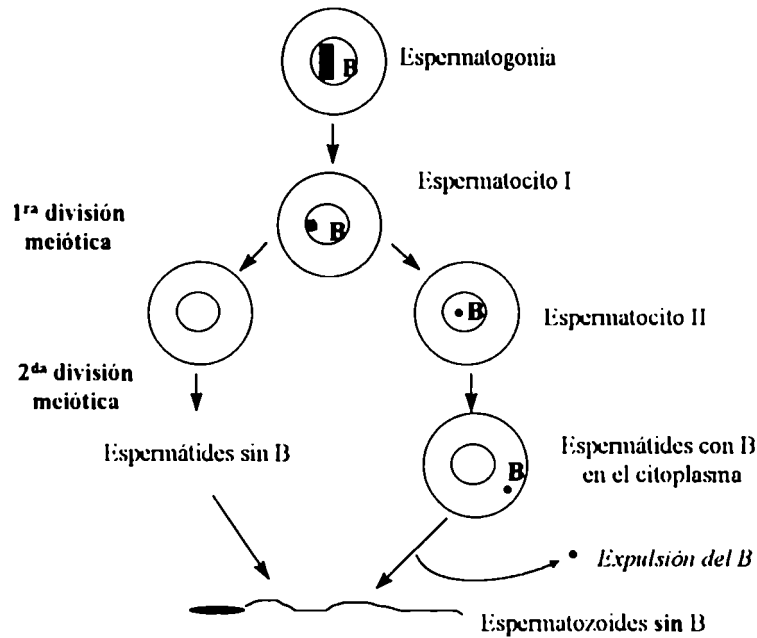 B
Espermatogonia
Espermatocito I
1ra división
meiótica
B
B
Espermatocito II
2da división
meiótica
Espermátides sin B
B
Espermátides con B
en el citoplasma
Expulsión del B
Espermatozoides sin B